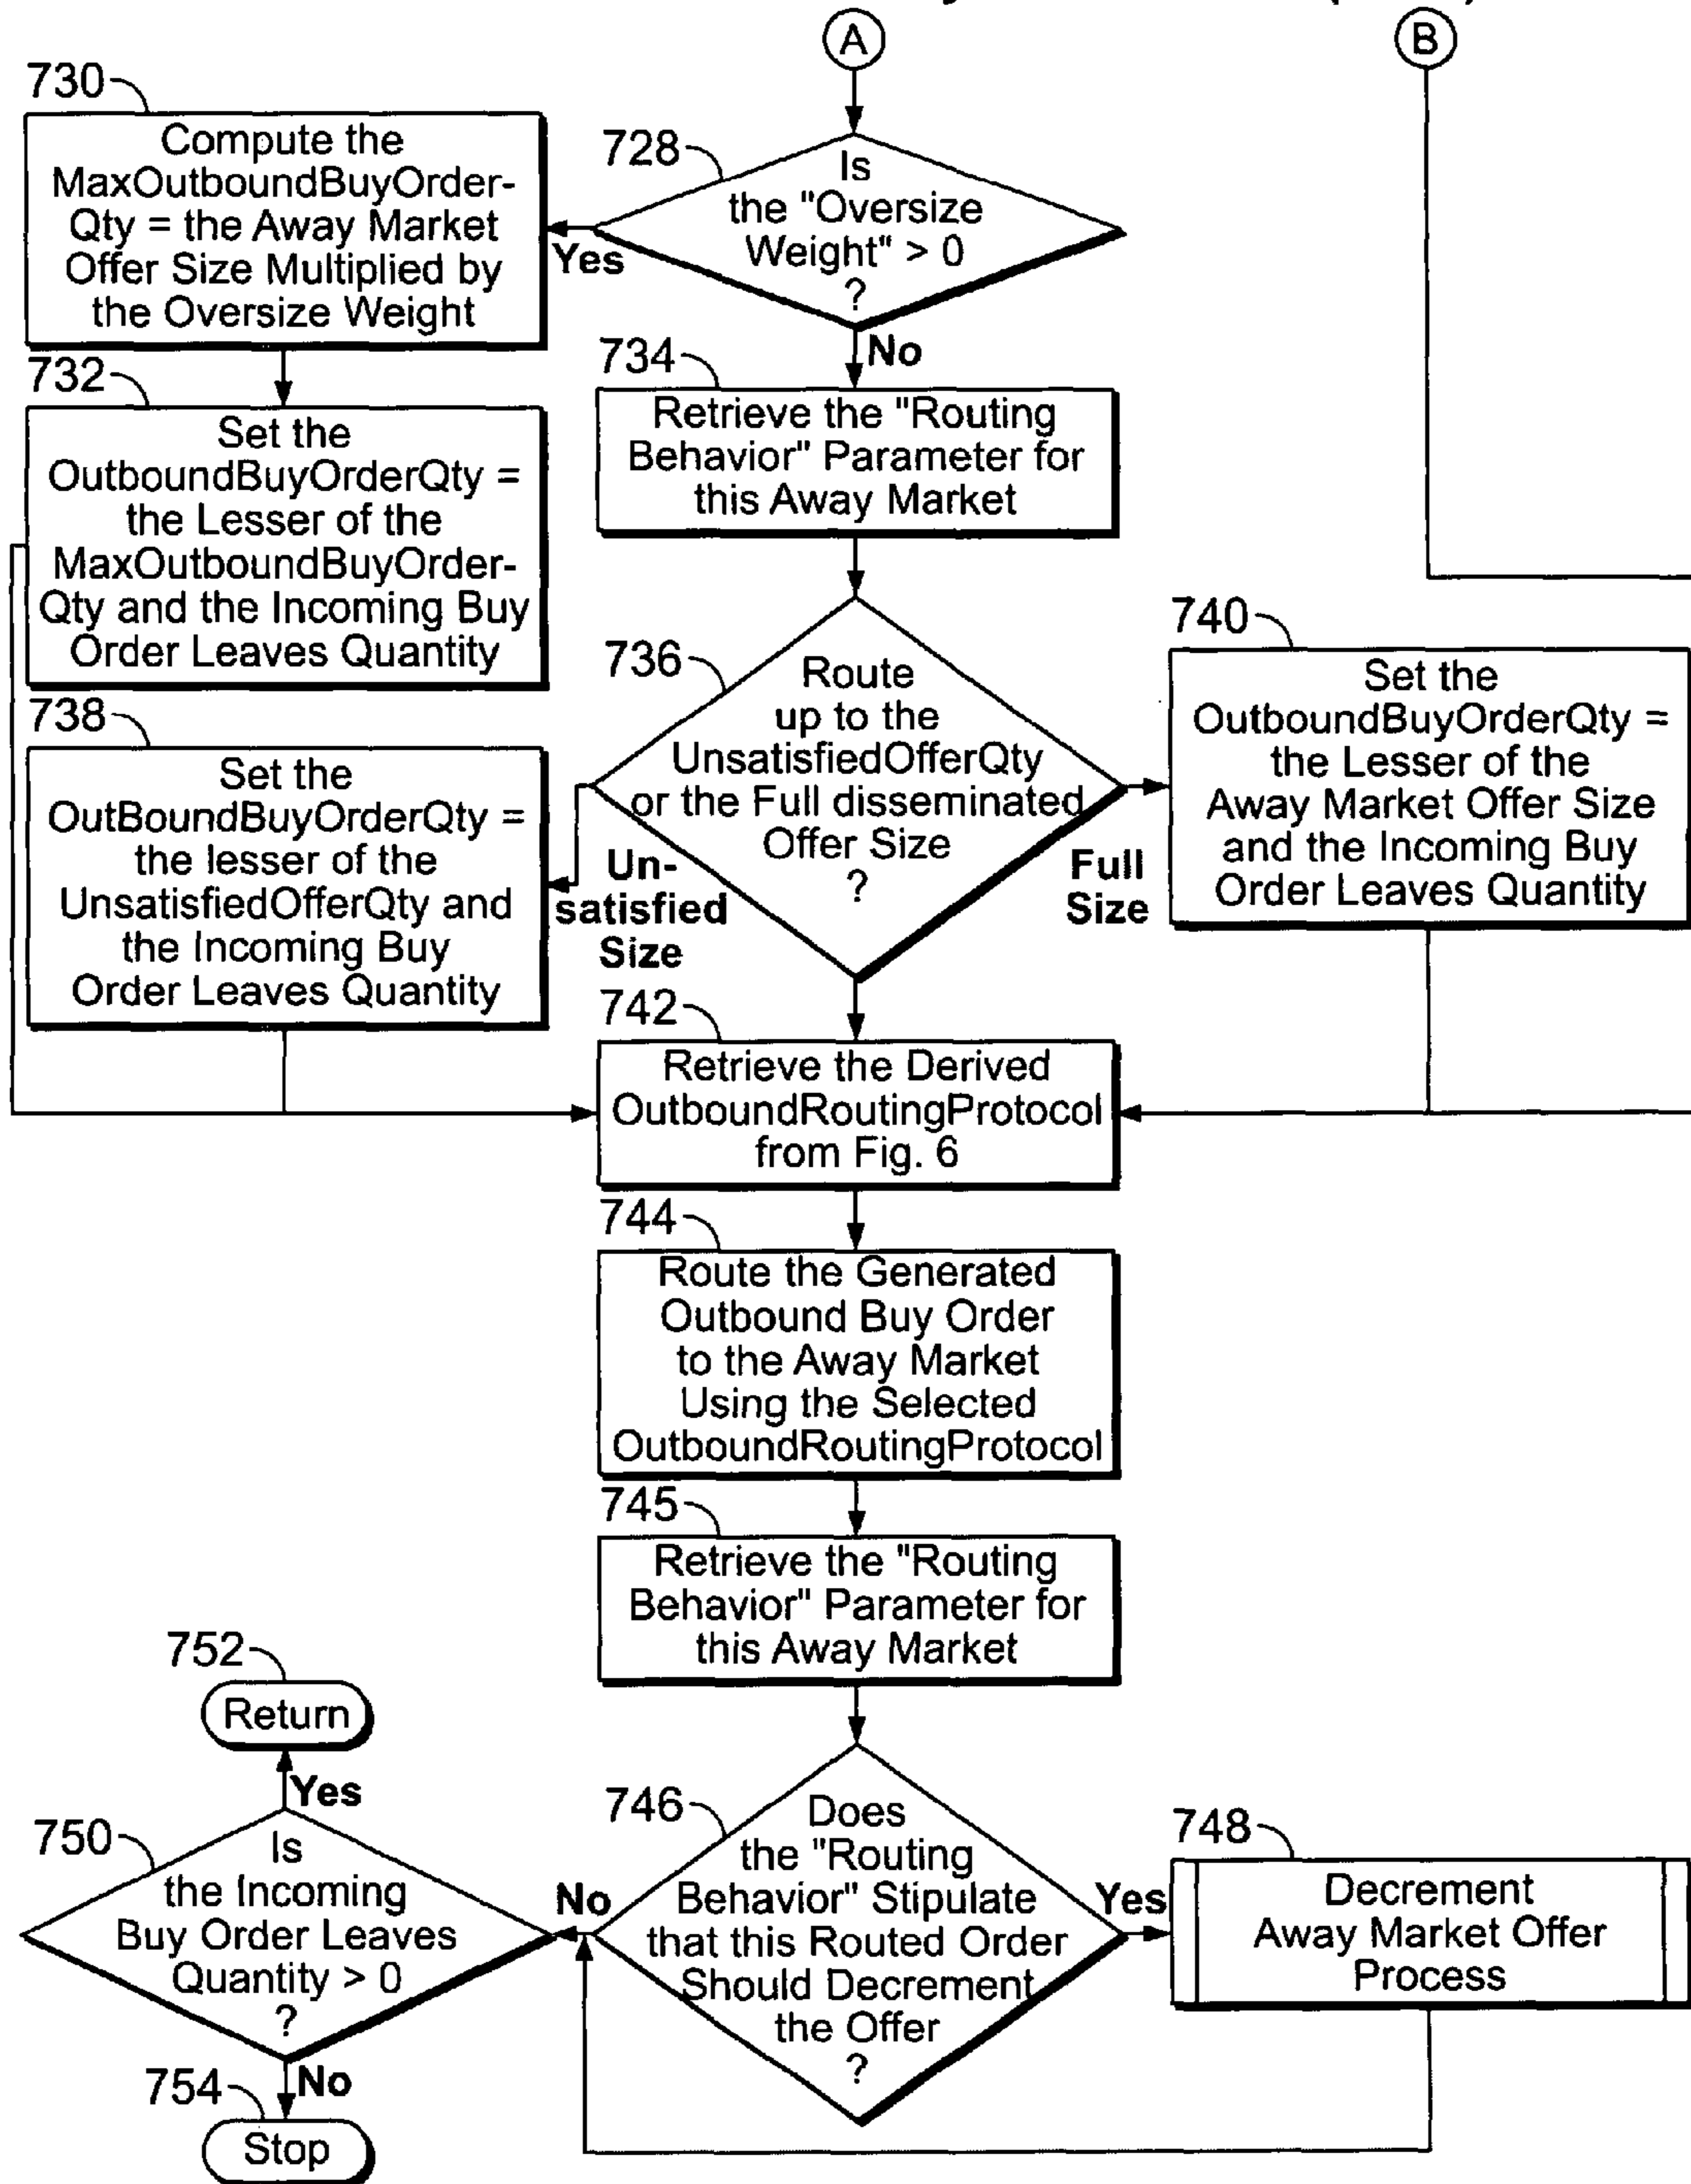 A
B
730
Compute the
MaxOutboundBuyOrder-
Qty = the Away Market
Offer Size Multiplied by
the Oversize Weight
728
Is
the "Oversize
Weight" > 0
?
Yes
No
732
Set the
OutboundBuyOrderQty =
the Lesser of the
MaxOutboundBuyOrder-
Qty and the Incoming Buy
Order Leaves Quantity
734
Retrieve the "Routing
Behavior" Parameter for
this Away Market
736
Route
up to the
UnsatisfiedOfferQty
or the Full disseminated
Offer Size
?
Un-
satisfied
Size
Full
Size
738
Set the
OutBoundBuyOrderQty =
the lesser of the
UnsatisfiedOfferQty and
the Incoming Buy
Order Leaves Quantity
740
Set the
OutboundBuyOrderQty =
the Lesser of the
Away Market Offer Size
and the Incoming Buy
Order Leaves Quantity
742
Retrieve the Derived
OutboundRoutingProtocol
from Fig. 6
744
Route the Generated
Outbound Buy Order
to the Away Market
Using the Selected
OutboundRoutingProtocol
745
Retrieve the "Routing
Behavior" Parameter for
this Away Market
746
Does
the "Routing
Behavior" Stipulate
that this Routed Order
Should Decrement
the Offer
?
No
Yes
748
Decrement
Away Market Offer
Process
752
Return
Yes
750
Is
the Incoming
Buy Order Leaves
Quantity > 0
?
No
754
Stop